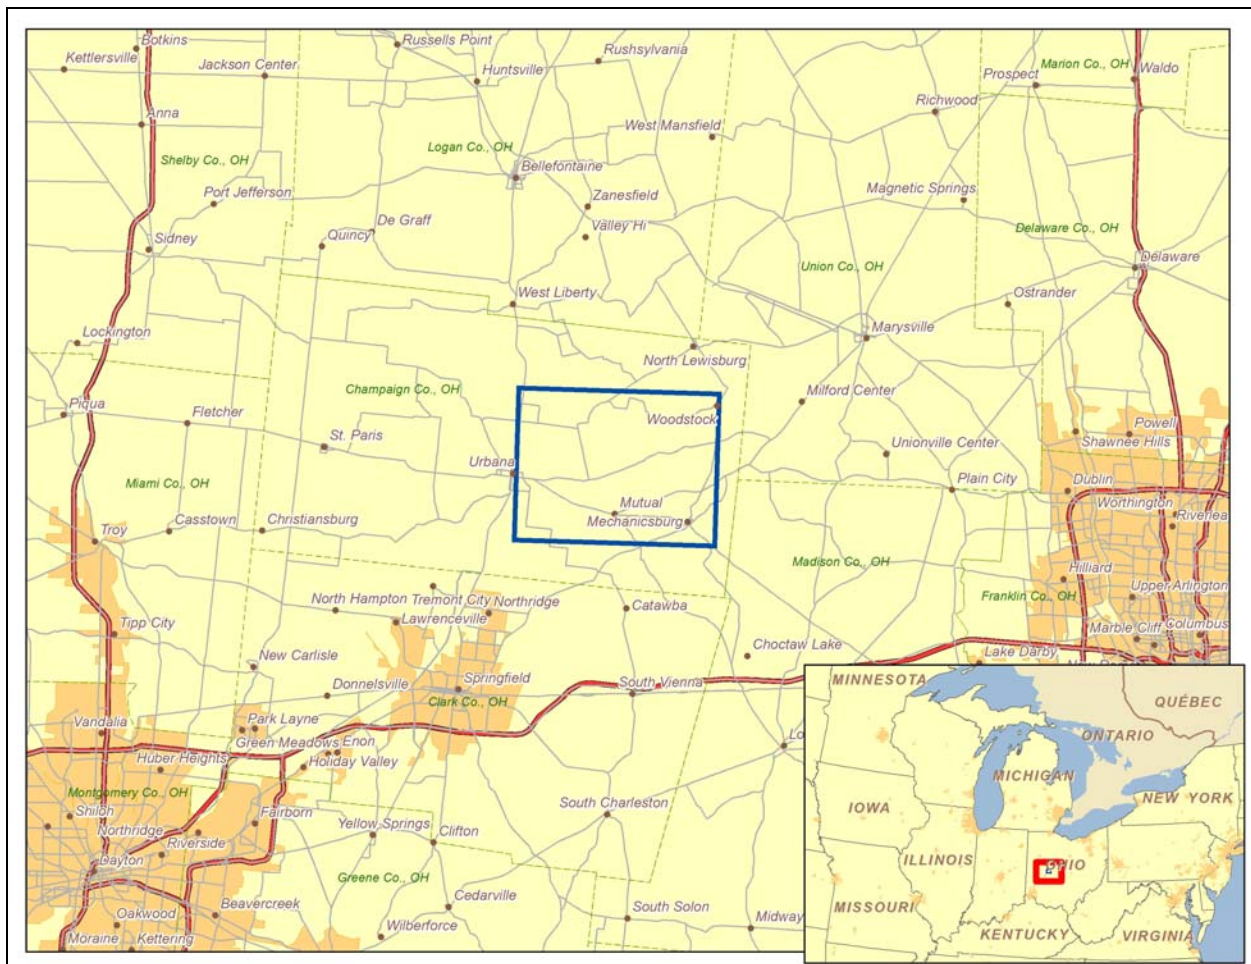 Botkins
Russells Point
Rushsylvania
Kettlersville
Jackson Center
Huntsville
Marion Co., OH
Waldo
Prospect
Anna
Richwood
West Mansfield
Shelby Co., OH
Logan Co., OH
Bellefontaine
Port Jefferson
Zanesfield
Magnetic Springs
De Graff
Valley Hi
Delaware Co., OH
Sidney
Quincy
Union Co., OH
Delaware
West Liberty
Ostrander
Lockington
Marysville
North Lewisburg
Champaign Co., OH
Milford Center
Piqua
Fletcher
Woodstock
Powell
St. Paris
Unionville Center
Shawnee Hills
Urbana
Miami Co., OH
Plain City
Dublin
Mutual
Worthington
Casstown
Christiansburg
Mechanicsburg
Riverlea
Troy
Madison Co., OH
Hilliard
Upper Arlington
North Hampton
Tremont City
Northridge
Catawba
Franklin Co., OH
Tipp City
Lawrenceville
Marble Cliff
Columbus
Choctaw Lake
New Carlisle
Lake Darby
Donnelsville
Springfield
South Vienna
Clark Co., OH
Vandalia
Park Layne
Green Meadows
Enon
Huber Heights
Holiday Valley
Montgomery Co., OH
Shiloh
Fairborn
South Charleston
Northridge
Riverside
Yellow Springs
Clifton
Dayton
Greene Co., OH
Cedarville
Oakwood
Beavercreek
South Solon
Midway
Wilberforce
Moraine
Kettering
MINNESOTA
QUÉBEC
ONTARIO
MICHIGAN
IOWA
NEW YORK
ILLINOIS
OHIO
MISSOURI
KENTUCKY
VIRGINIA